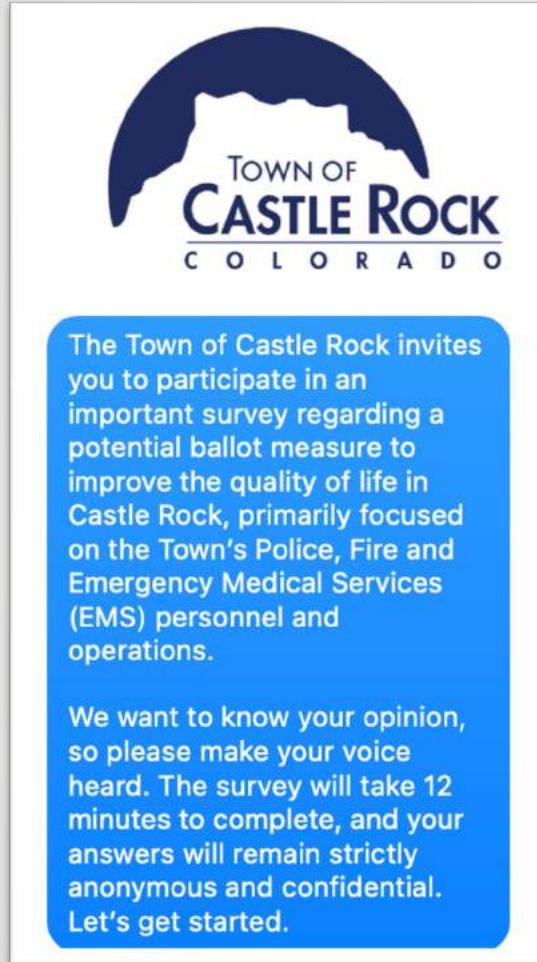 TOWN OF
CASTLE ROCK
COLORADO
The Town of Castle Rock invites
you to participate in an
important survey regarding a
potential ballot measure to
improve the quality of life in
Castle Rock, primarily focused
on the Town’s Police, Fire and
Emergency Medical Services
(EMS) personnel and
operations.
We want to know your opinion,
so please make your voice
heard. The survey will take 12
minutes to complete, and your
answers will remain strictly
anonymous and confidential.
Let’s get started.